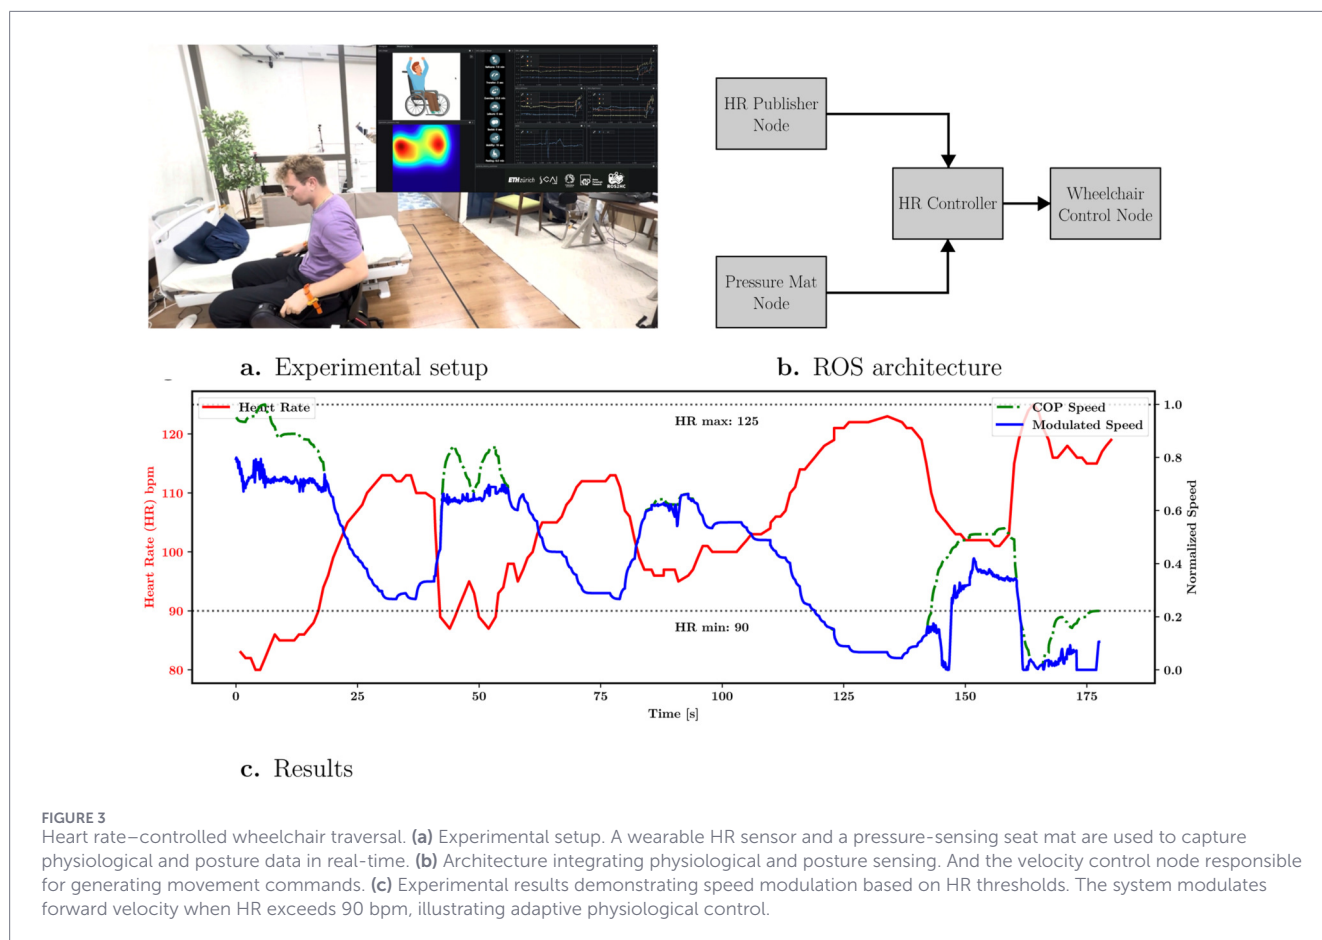 ETH zürich
SCAI
ROS2HC
HR Publisher
Node
HR Controller
Wheelchair
Control Node
Pressure Mat
Node
a. Experimental setup
b. ROS architecture
Heart Rate
HR max: 125
COP Speed
Modulated Speed
HR min: 90
Heart Rate (HR) bpm
120
110
100
90
80
1.0
0.8
0.6
0.4
0.2
0.0
Normalized Speed
0 25 50 75 100 125 150 175
Time [s]
c. Results
FIGURE 3
Heart rate–controlled wheelchair traversal. (a) Experimental setup. A wearable HR sensor and a pressure-sensing seat mat are used to capture
physiological and posture data in real-time. (b) Architecture integrating physiological and posture sensing. And the velocity control node responsible
for generating movement commands. (c) Experimental results demonstrating speed modulation based on HR thresholds. The system modulates
forward velocity when HR exceeds 90 bpm, illustrating adaptive physiological control.